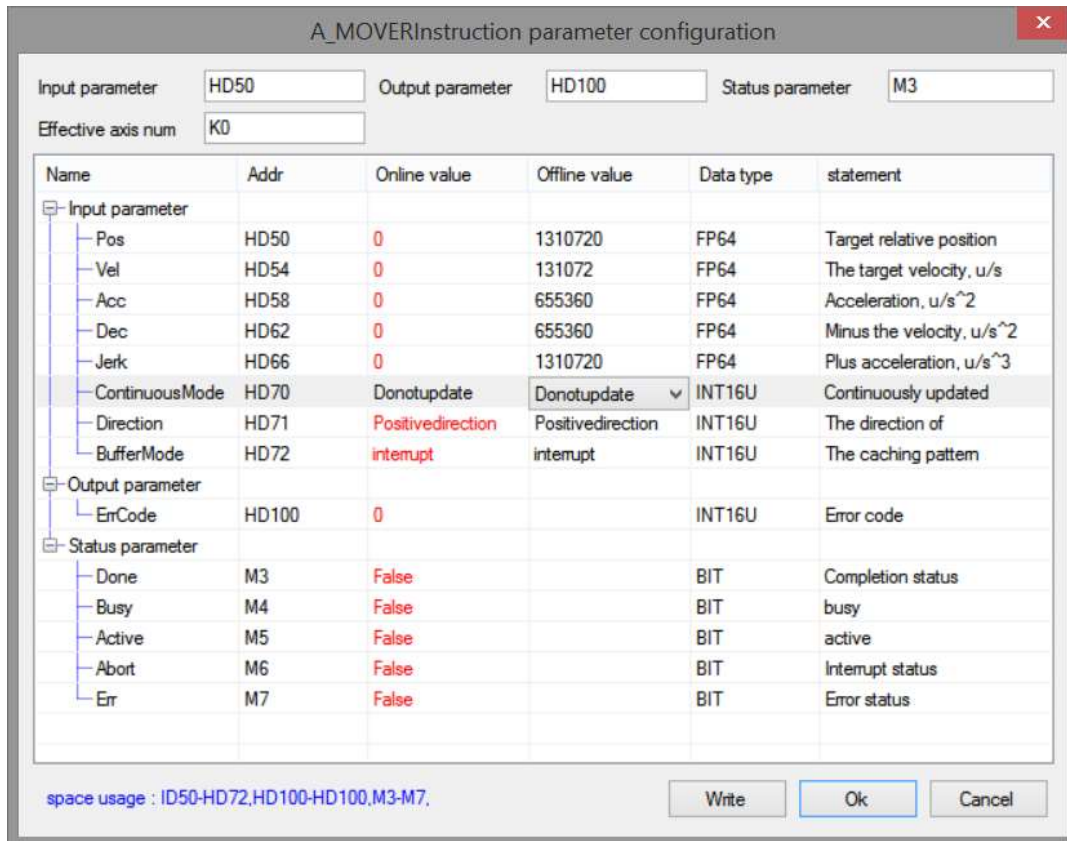 A_MOVERInstruction parameter configuration
Input parameter HD50 Output parameter HD100 Status parameter M3
Effective axis num K0
Name Addr Online value Offline value Data type statement
Input parameter
Pos HD50 0 1310720 FP64 Target relative position
Vel HD54 0 131072 FP64 The target velocity, u/s
Acc HD58 0 655360 FP64 Acceleration, u/s^2
Dec HD62 0 655360 FP64 Minus the velocity, u/s^2
Jerk HD66 0 1310720 FP64 Plus acceleration, u/s^3
ContinuousMode HD70 Donotupdate Donotupdate INT16U Continuously updated
Direction HD71 Positivedirection Positivedirection INT16U The direction of
BufferMode HD72 interrupt interrupt INT16U The caching pattern
Output parameter
ErrCode HD100 0 INT16U Error code
Status parameter
Done M3 False BIT Completion status
Busy M4 False BIT busy
Active M5 False BIT active
Abort M6 False BIT Interrupt status
Err M7 False BIT Error status
space usage : ID50-HD72,HD100-HD100,M3-M7, Write Ok Cancel